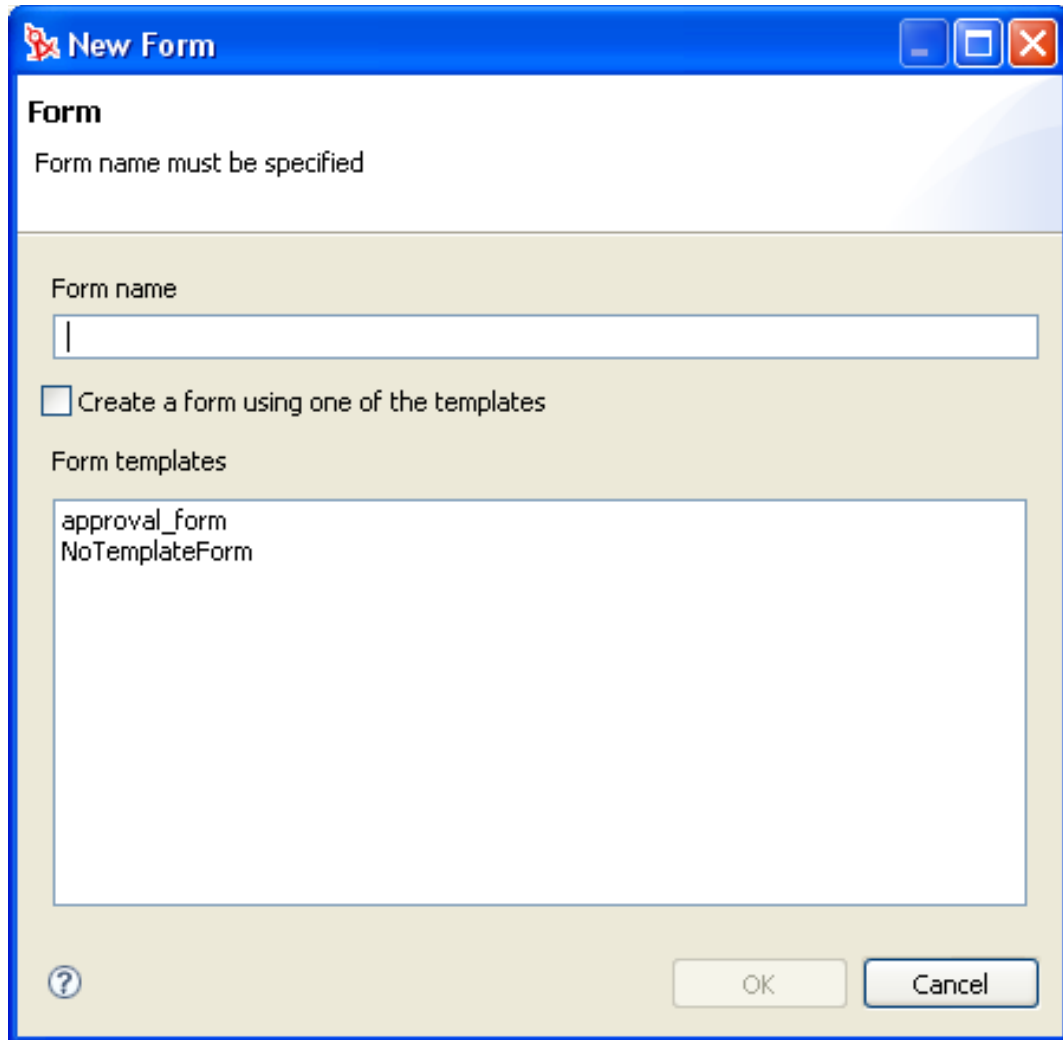 New Form
Form
Form name must be specified
Form name
Create a form using one of the templates
Form templates
approval_form
NoTemplateForm
?
OK
Cancel